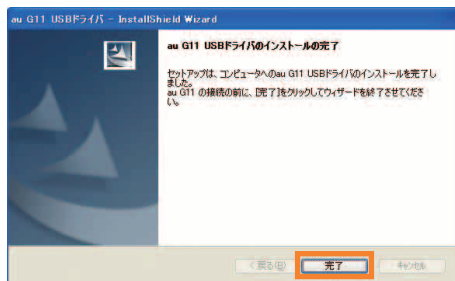 au G11 USBドライバ - InstallShield Wizard
au G11 USBドライバのインストールの完了
セットアップは、コンピュータへのau G11 USBドライバのインストールを完了し
ました。
au G11 の接続の前に、[完了]をクリックしてウィザードを終了させてくださ
い。
< 戻る(B)
完了
キャンセル